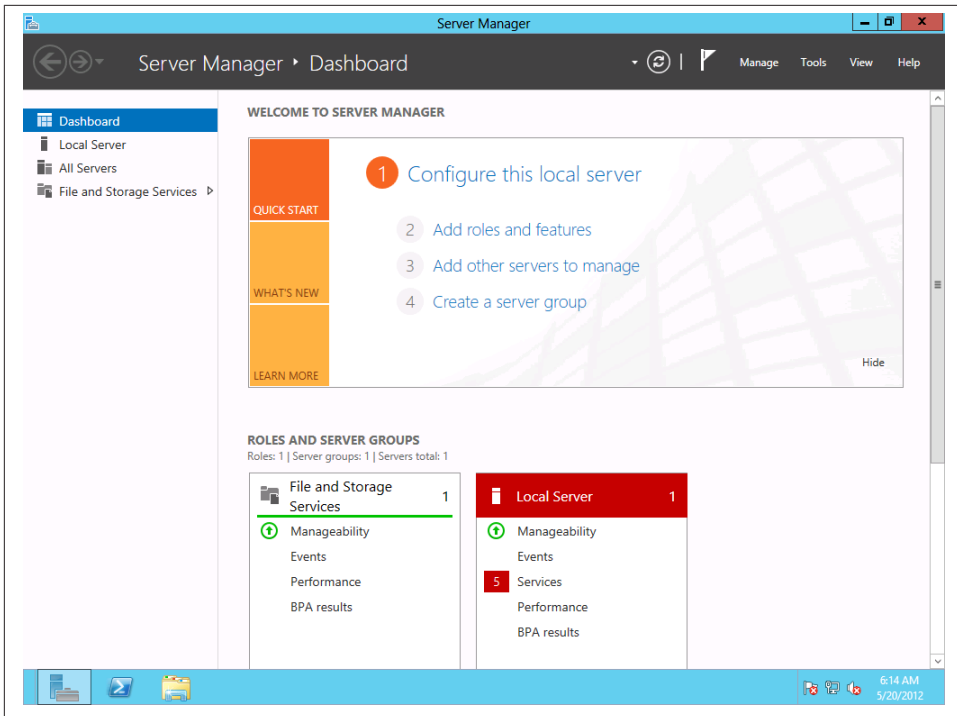 Server Manager
Server Manager ‣ Dashboard
Manage Tools View Help
Dashboard
Local Server
All Servers
File and Storage Services
WELCOME TO SERVER MANAGER
QUICK START
WHAT'S NEW
LEARN MORE
1 Configure this local server
2 Add roles and features
3 Add other servers to manage
4 Create a server group
Hide
ROLES AND SERVER GROUPS
Roles: 1 | Server groups: 1 | Servers total: 1
File and Storage
Services
1
Manageability
Events
Performance
BPA results
Local Server 1
Manageability
Events
5 Services
Performance
BPA results
6:14 AM
5/20/2012